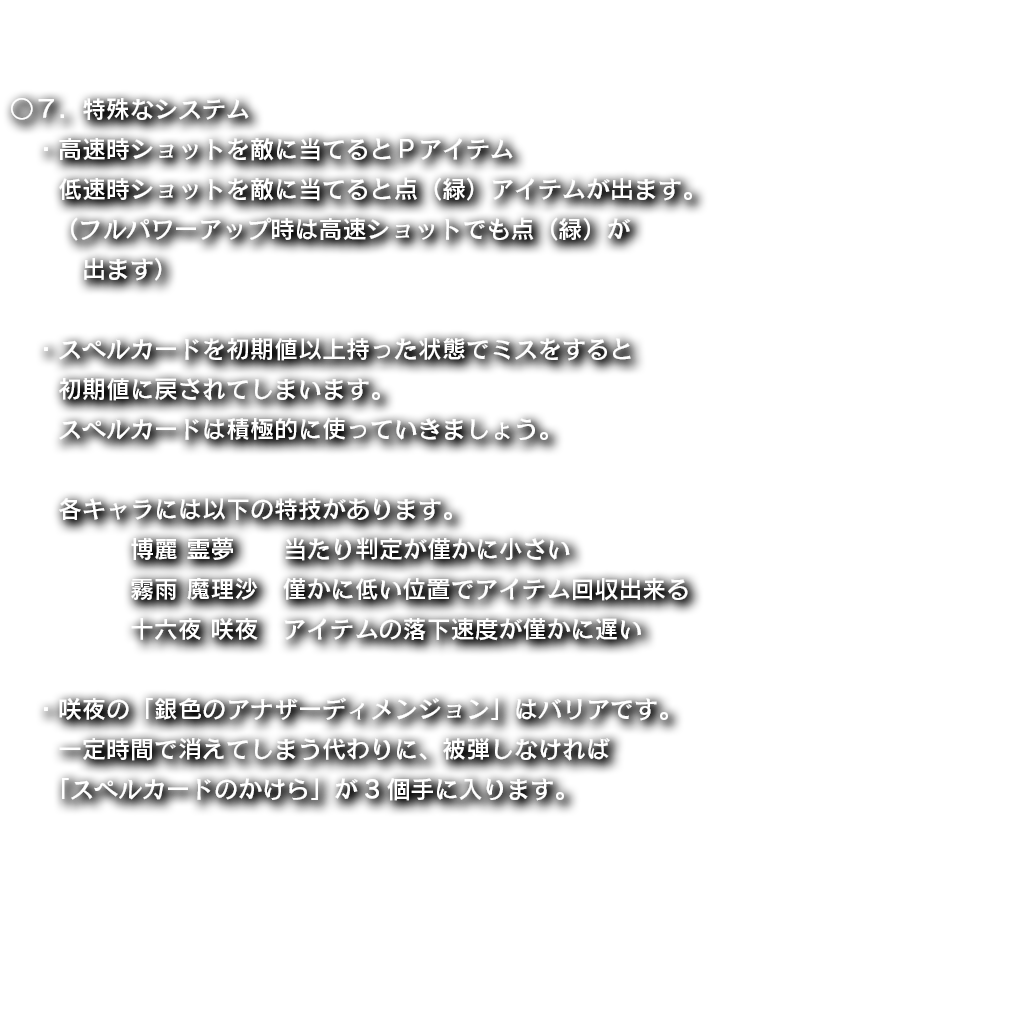 ○７．特殊なシステム
・高速時ショットを敵に当てるとＰアイテム
低速時ショットを敵に当てると点（緑）アイテムが出ます。
（フルパワーアップ時は高速ショットでも点（緑）が
出ます）
・スペルカードを初期値以上持った状態でミスをすると
初期値に戻されてしまいます。
スペルカードは積極的に使っていきましょう。
各キャラには以下の特技があります。
博麗 霊夢　　当たり判定が僅かに小さい
霧雨 魔理沙　僅かに低い位置でアイテム回収出来る
十六夜 咲夜　アイテムの落下速度が僅かに遅い
・咲夜の「銀色のアナザーディメンジョン」はバリアです。
一定時間で消えてしまう代わりに、被弾しなければ
「スペルカードのかけら」が３個手に入ります。